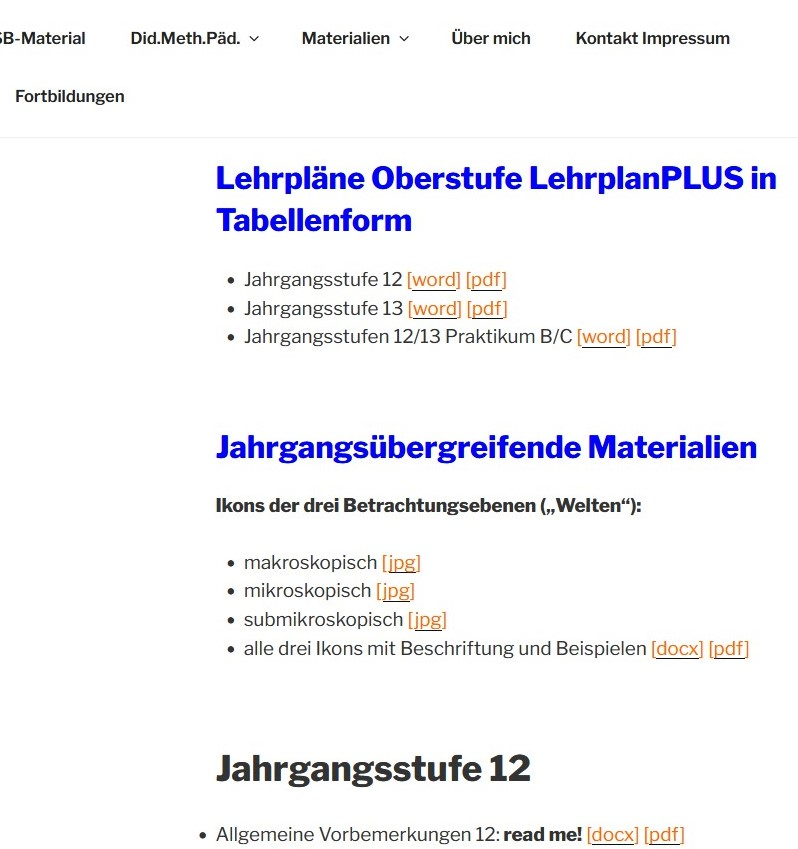 SB-Material Did.Meth.Päd. Materialien Über mich Kontakt Impressum
Fortbildungen
Lehrpläne Oberstufe LehrplanPLUS in
Tabellenform
• Jahrgangsstufe 12 [word] [pdf]
• Jahrgangsstufe 13 [word] [pdf]
• Jahrgangsstufen 12/13 Praktikum B/C [word] [pdf]
Jahrgangsübergreifende Materialien
Ikons der drei Betrachtungsebenen („Welten“):
• makroskopisch [jpg]
• mikroskopisch [jpg]
• submikroskopisch [jpg]
• alle drei Ikons mit Beschriftung und Beispielen [docx] [pdf]
Jahrgangsstufe 12
• Allgemeine Vorbemerkungen 12: read me! [docx] [pdf]